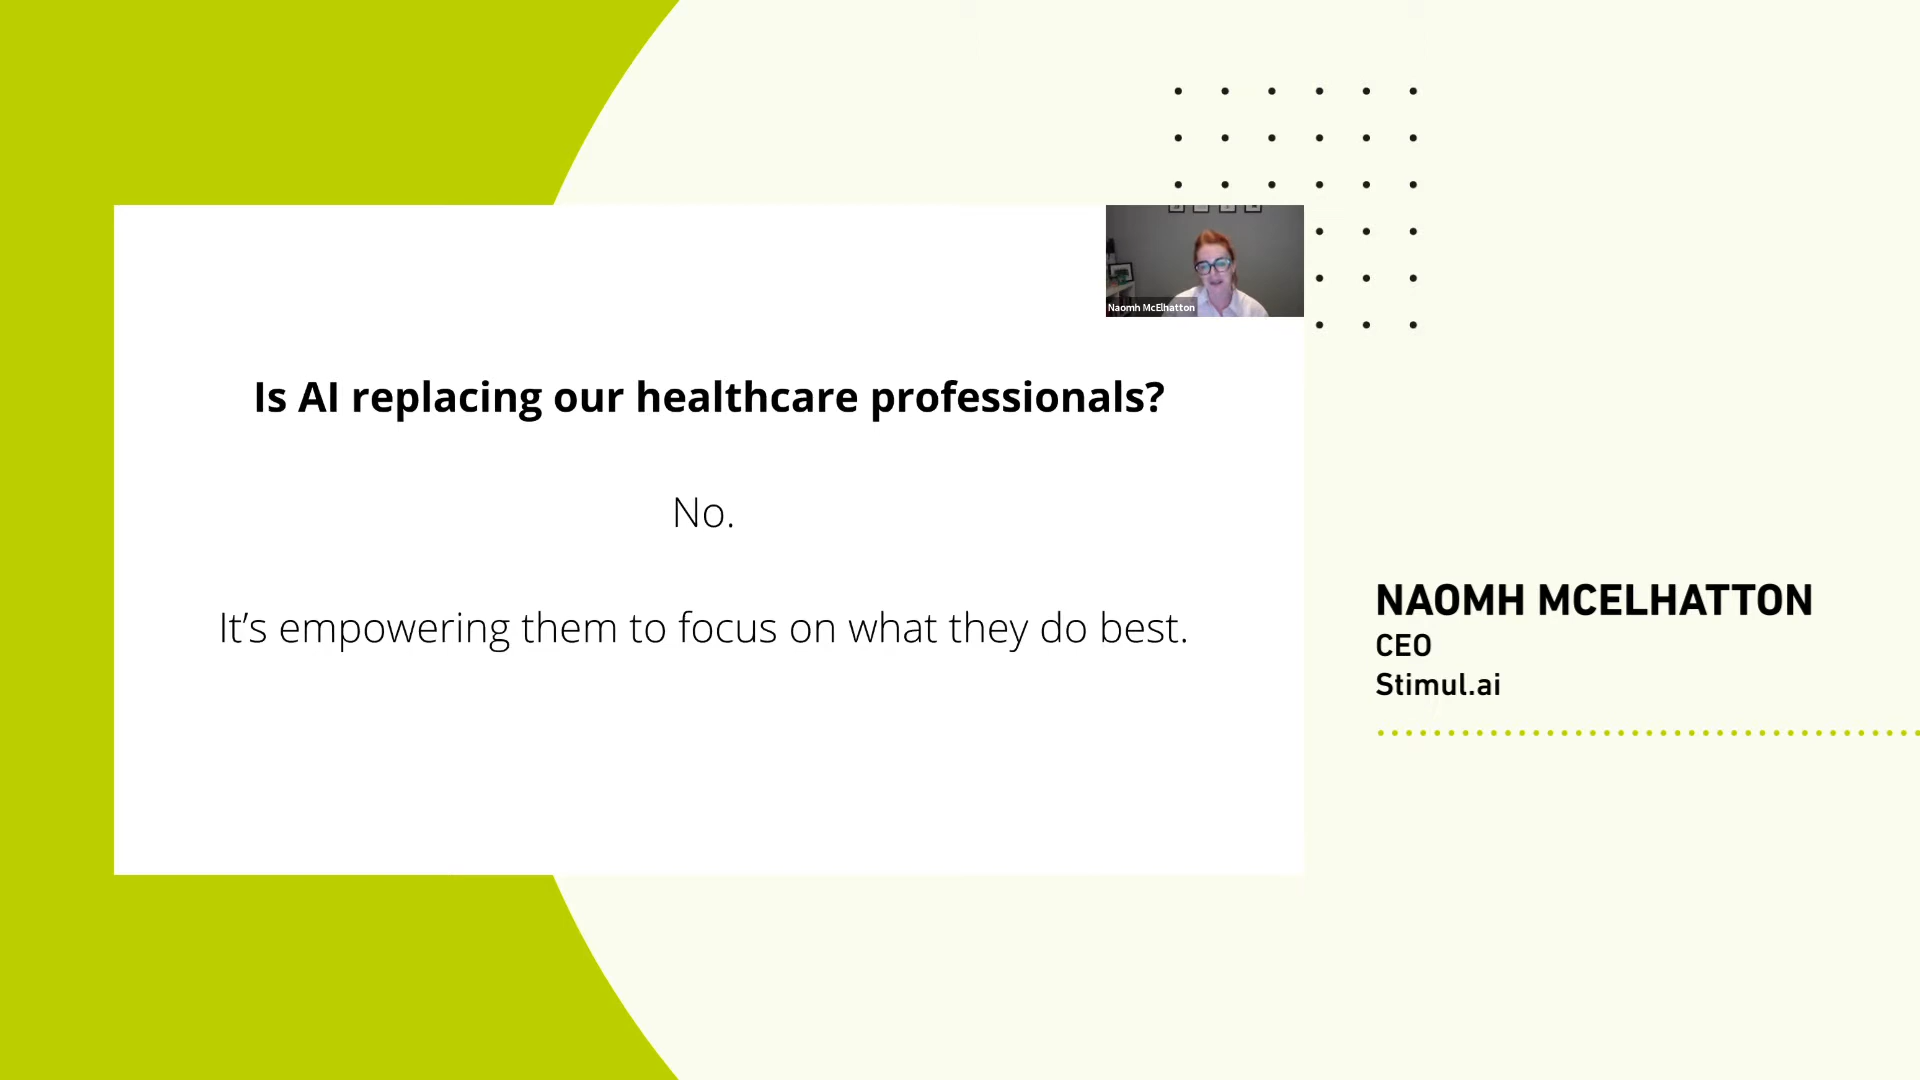 Naomh McElhatton
Is AI replacing our healthcare professionals?
No.
It’s empowering them to focus on what they do best.
NAOMH MCELHATTON
CEO
Stimul.ai